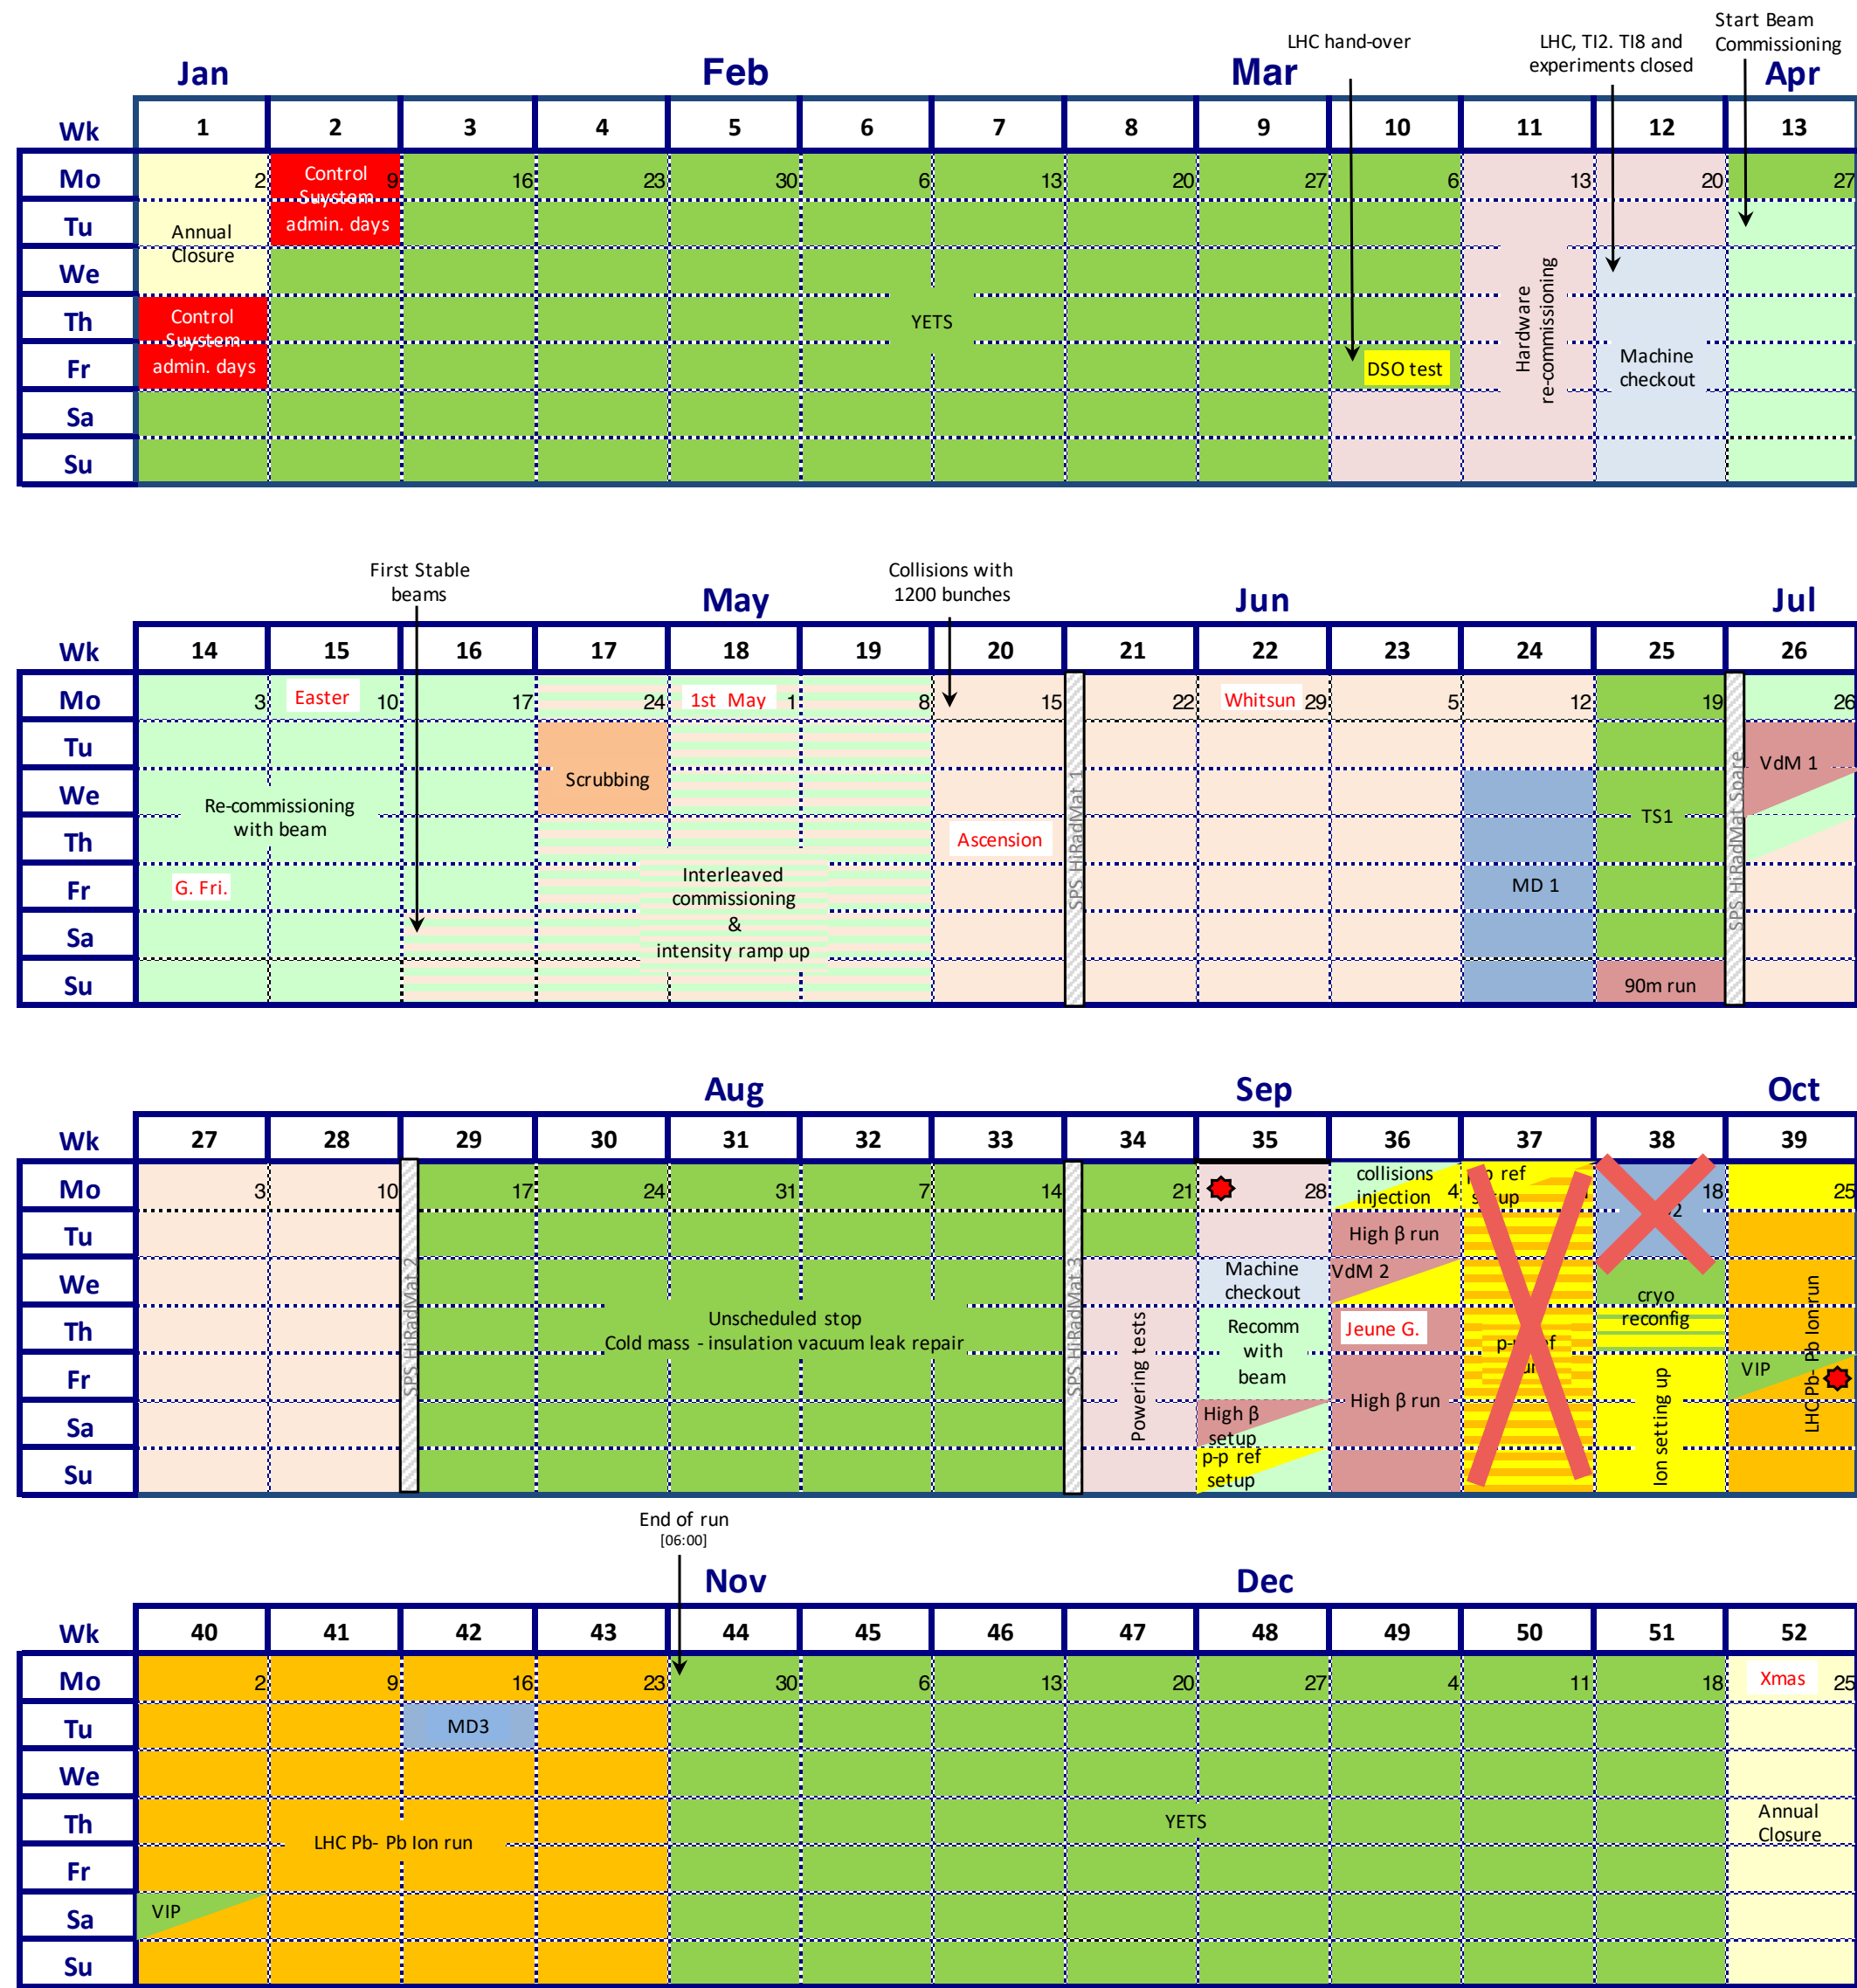 Start Beam
LHC hand-over LHC, TI2. TI8 and Commissioning
experiments closed
Jan Feb Mar Apr
Wk 1 2 3 4 5 6 7 8 9 10 11 12 13
Mo 2 Control 9 16 23 30 6 13 20 27 6 13 20 27
Suystem
Tu Annual admin. days
We Closure
Hardware
re-commissioning
Th Control YETS
Suystem
Fr admin. days DSO test Machine
checkout
Sa
Su
First Stable Collisions with
beams 1200 bunches
May Jun Jul
Wk 14 15 16 17 18 19 20 21 22 23 24 25 26
Mo 3 Easter 10 17 24 1st May 1 8 15 22 Whitsun 29 5 12 19 26
Tu Scrubbing VdM 1
We Re-commissioning
with beam
SPS HiRadMat 1
SPS HiRadMat Spare
Th Ascension TS1
Fr G. Fri. Interleaved MD 1
commissioning
Sa &
intensity ramp up
Su 90m run
Aug Sep Oct
Wk 27 28 29 30 31 32 33 34 35 36 37 38 39
Mo 3 10 17 24 31 7 14 21 28 collisions 4 ref 18 25
injection
Tu High β run
We Machine VdM 2 cryo
checkout reconfig
SPS HiRadMat 2
SPS HiRadMat 3
Th Unscheduled stop Recomm Jeune G.
Cold mass - insulation vacuum leak repair with
Fr beam High β run VIP
Powering tests
Ion seting up
LHC Pb- Pb Ion run
Sa High β
setup
Su p-p ref
setup
End of run
[06:00]
Nov Dec
Wk 40 41 42 43 44 45 46 47 48 49 50 51 52
Mo 2 9 16 23 30 6 13 20 27 4 11 18 Xmas 25
Tu MD3
We
Th YETS Annual
LHC Pb- Pb Ion run Closure
Fr
Sa VIP
Su